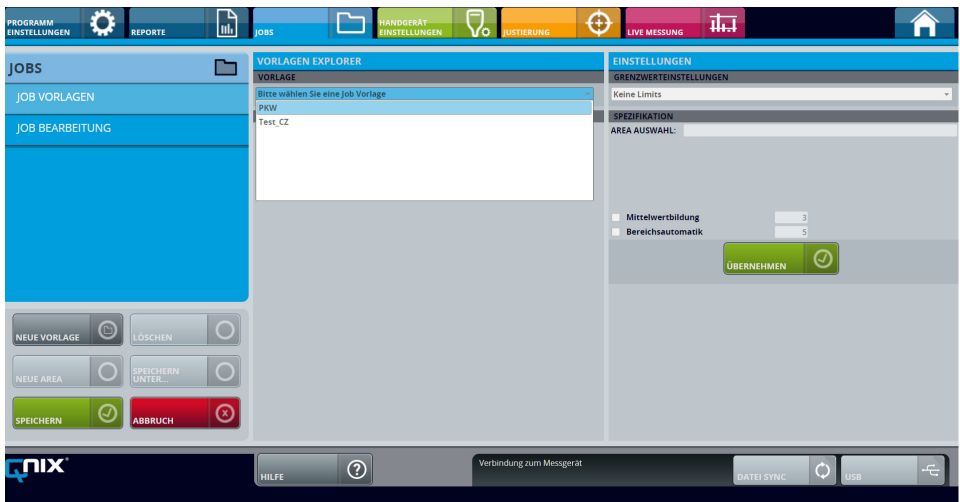 PROGRAMM
EINSTELLUNGEN
REPORTE
JOBS
HANDGERÄT
EINSTELLUNGEN
JUSTIERUNG
LIVE MESSUNG
JOBS
JOB VORLAGEN
JOB BEARBEITUNG
NEUE VORLAGE
LÖSCHEN
NEUE AREA
SPEICHERN
UNTER...
SPEICHERN
ABBRUCH
VORLAGEN EXPLORER
VORLAGE
Bitte wählen Sie eine Job Vorlage
PKW
Test_CZ
EINSTELLUNGEN
GRENZWERTEINSTELLUNGEN
Keine Limits
SPEZIFIKATION
AREA AUSWAHL:
Mittelwertbildung 3
Bereichsautomatik 5
ÜBERNEHMEN
QNIX®
HILFE
Verbindung zum Messgerät
DATEI SYNC
USB